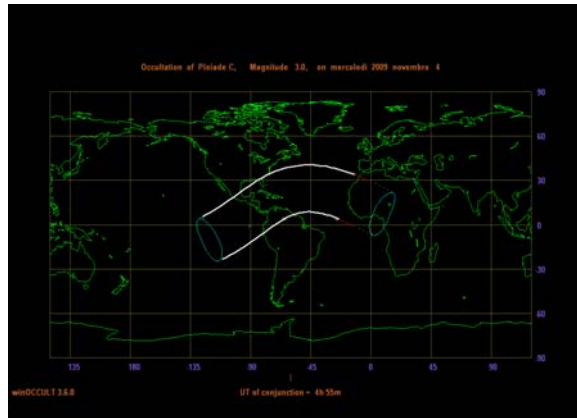 Occultation of Pleiade C, Magnitude 3.0, on mercoledì 2009 novembre 4
90
60
30
0
-30
-60
-90
135 180 -135 -90 -45 0 45 90
winOCCULT 3.6.0 UT of conjunction = 4h 55m